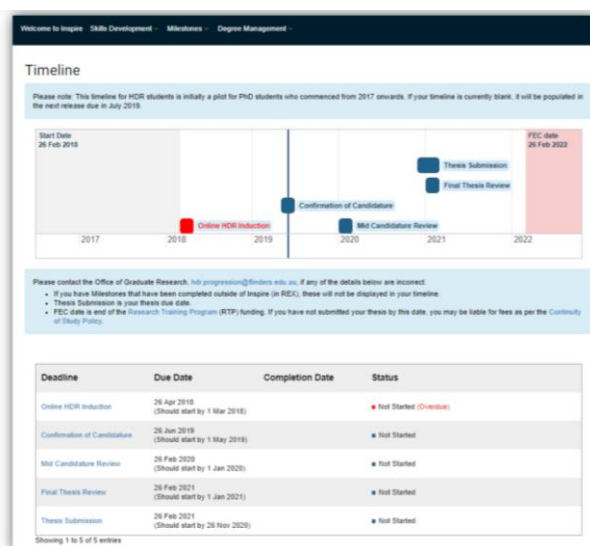 Welcome to Inspire Skills Development Milestones Degree Management
Timeline
Please note: This timeline for HDR students is initially a pilot for PhD students who commenced from 2017 onwards. If your timeline is currently blank, it will be populated in
the next release due in July 2019.
Start Date
26 Feb 2018
FEC date
26 Feb 2022
Thesis Submission
Final Thesis Review
Confirmation of Candidature
Online HDR Induction
Mid Candidature Review
2017 2018 2019 2020 2021 2022
Please contact the Office of Graduate Research, hdr.progression@flinders.edu.au, if any of the details below are incorrect.
• If you have Milestones that have been completed outside of Inspire (in REX), these will not be displayed in your timeline.
• Thesis Submission is your thesis due date.
• FEC date is end of the Research Training Program (RTP) funding. If you have not submitted your thesis by this date, you may be liable for fees as per the Continuity
of Study Policy.
Deadline Due Date Completion Date Status
Online HDR Induction 26 Apr 2018 Not Started (Overdue)
(Should start by 1 Mar 2018)
Confirmation of Candidature 26 Jun 2019 Not Started
(Should start by 1 May 2019)
Mid Candidature Review 26 Feb 2020 Not Started
(Should start by 1 Jan 2020)
Final Thesis Review 26 Feb 2021 Not Started
(Should start by 1 Jan 2021)
Thesis Submission 26 Feb 2021 Not Started
(Should start by 26 Nov 2020)
Showing 1 to 5 of 5 entries